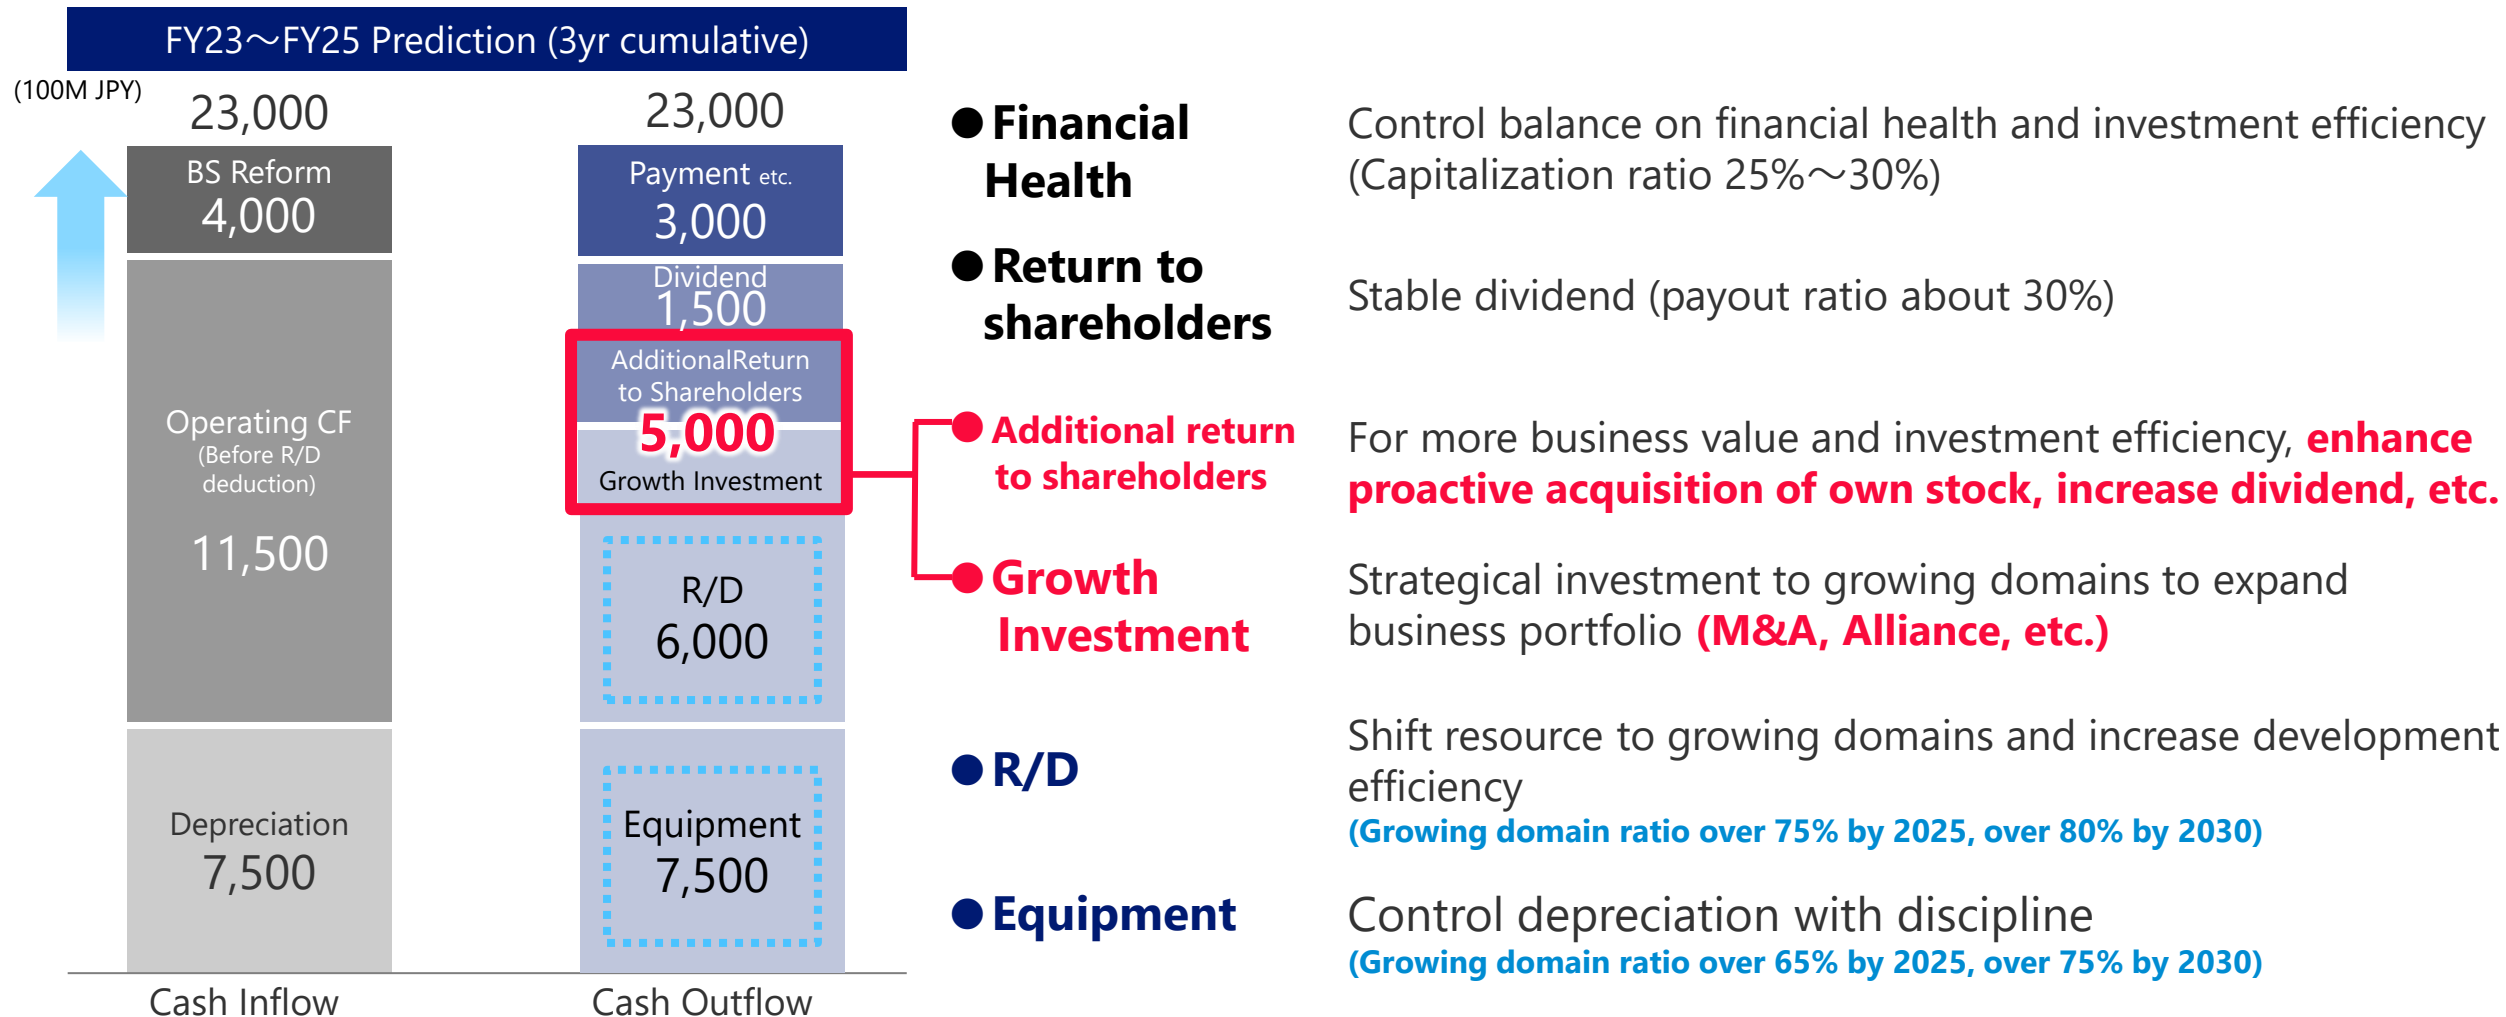 FY23～FY25 Prediction (3yr cumulative)
(100M JPY)
23,000
BS Reform
4,000
Operating CF
(Before R/D
deduction)
11,500
Depreciation
7,500
Cash Inflow
23,000
Payment etc.
3,000
Dividend
1,500
AdditionalReturn
to Shareholders
5,000
Growth Investment
R/D
6,000
Equipment
7,500
Cash Outflow
●Financial
Health
Control balance on financial health and investment efficiency
(Capitalization ratio 25%～30%)
●Return to
shareholders
Stable dividend (payout ratio about 30%)
●Additional return
to shareholders
For more business value and investment efficiency, enhance
proactive acquisition of own stock, increase dividend, etc.
●Growth
Investment
Strategical investment to growing domains to expand
business portfolio (M&A, Alliance, etc.)
●R/D
Shift resource to growing domains and increase development
efficiency
(Growing domain ratio over 75% by 2025, over 80% by 2030)
●Equipment
Control depreciation with discipline
(Growing domain ratio over 65% by 2025, over 75% by 2030)